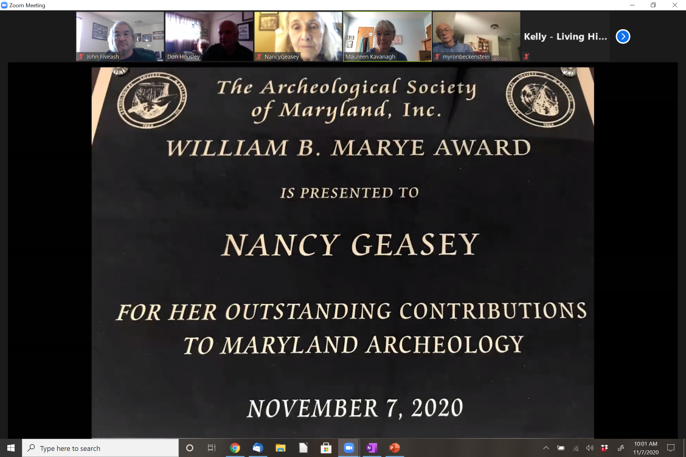 Zoom Meeting
John Fiveash
Don Housley
NancyGeasey
Maureen Kavanagh
myronbeckenstein
Kelly - Living Hi...
The Archeological Society
of Maryland, Inc.
WILLIAM B. MARYE AWARD
IS PRESENTED TO
NANCY GEASEY
FOR HER OUTSTANDING CONTRIBUTIONS
TO MARYLAND ARCHEOLOGY
NOVEMBER 7, 2020
Type here to search
10:01 AM
11/7/2020